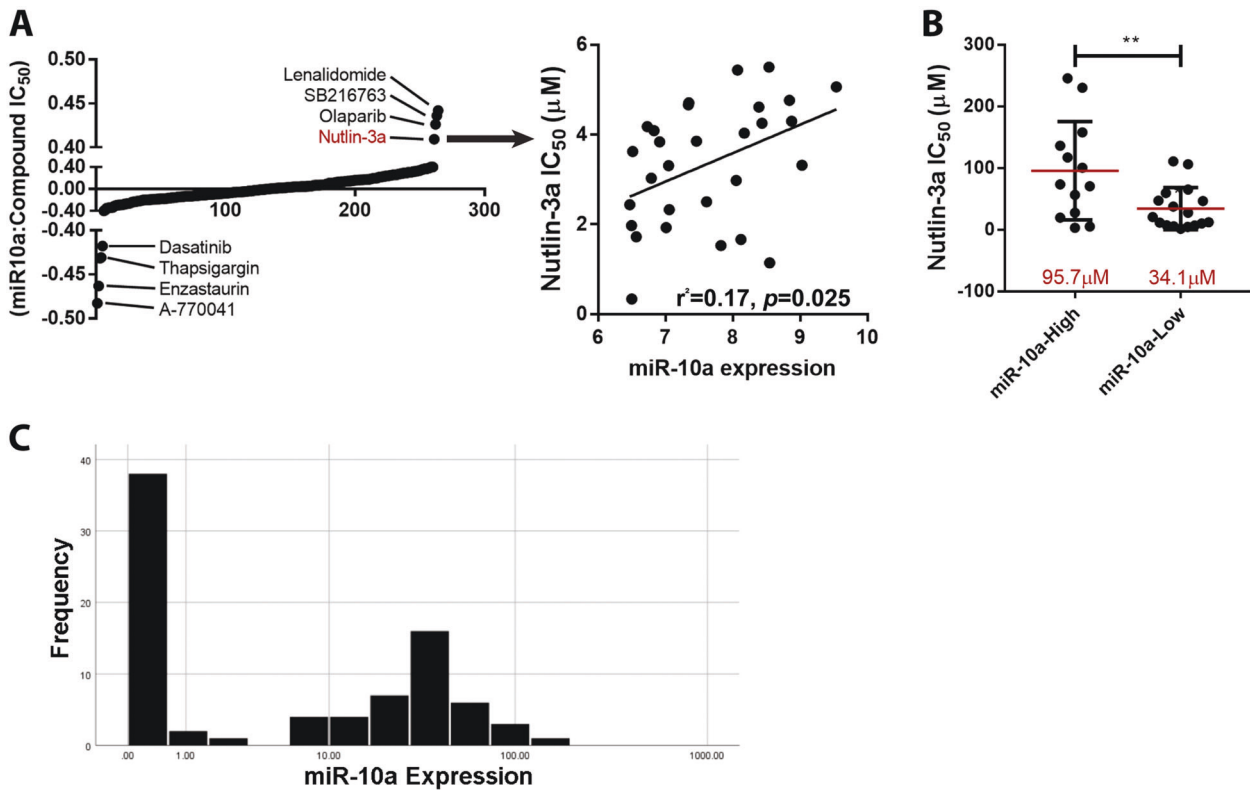 A
(miR10a:Compound IC50)
0.50
0.45
0.40
0.40
0.00
-0.40
-0.40
-0.45
-0.50
100
200
300
Lenalidomide
SB216763
Olaparib
Nutlin-3a
Dasatinib
Thapsigargin
Enzastaurin
A-770041
Nutlin-3a IC50 (μM)
6
4
2
0
r²=0.17, p=0.025
6 7 8 9 10
miR-10a expression
B
Nutlin-3a IC50 (μM)
300
200
100
0
-100
**
95.7μM 34.1μM
miR-10a-High
miR-10a-Low
C
Frequency
40
30
20
10
0
.00 1.00 10.00 100.00 1000.00
miR-10a Expression